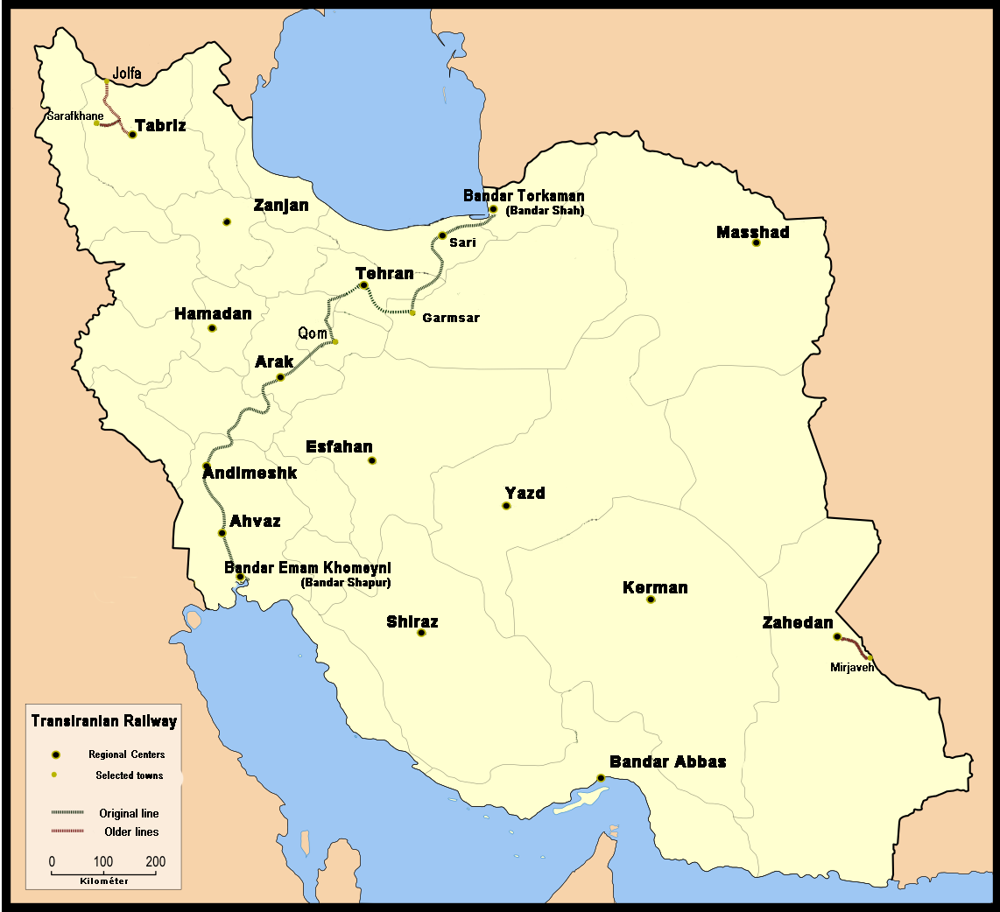 Jolfa
Sarafkhane
Tabriz
Bandar Torkaman
(Bandar Shah)
Zanjan
Masshad
Sari
Tehran
Hamadan
Garmsar
Qom
Arak
Esfahan
Andimeshk
Yazd
Ahvaz
Bandar Emam Khomeyni
(Bandar Shapur)
Kerman
Shiraz
Zahedan
Mirjaveh
Bandar Abbas
Transiranian Railway
Regional Centers
Selected towns
Original line
Older lines
0 100 200
Kilométer